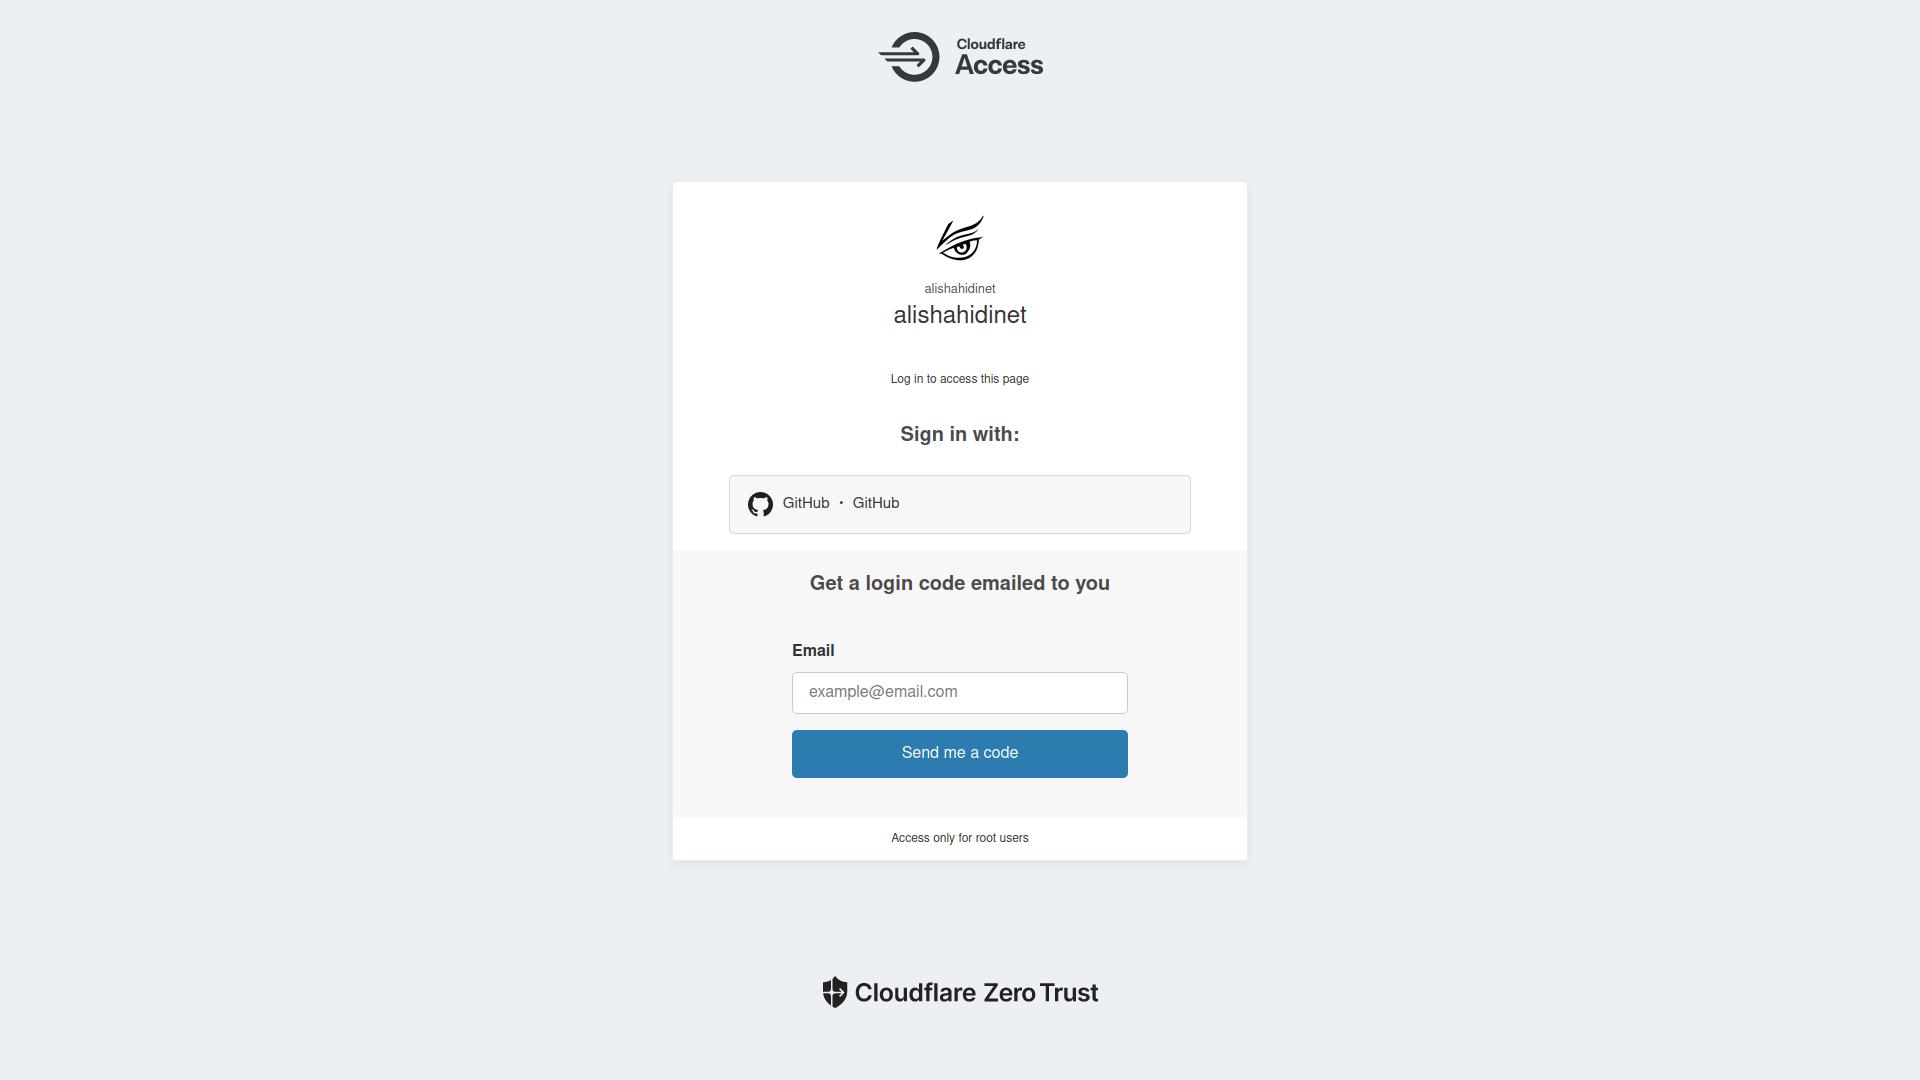 Cloudflare
Access
alishahidinet
alishahidinet
Log in to access this page
Sign in with:
GitHub · GitHub
Get a login code emailed to you
Email
example@email.com
Send me a code
Access only for root users
Cloudflare Zero Trust